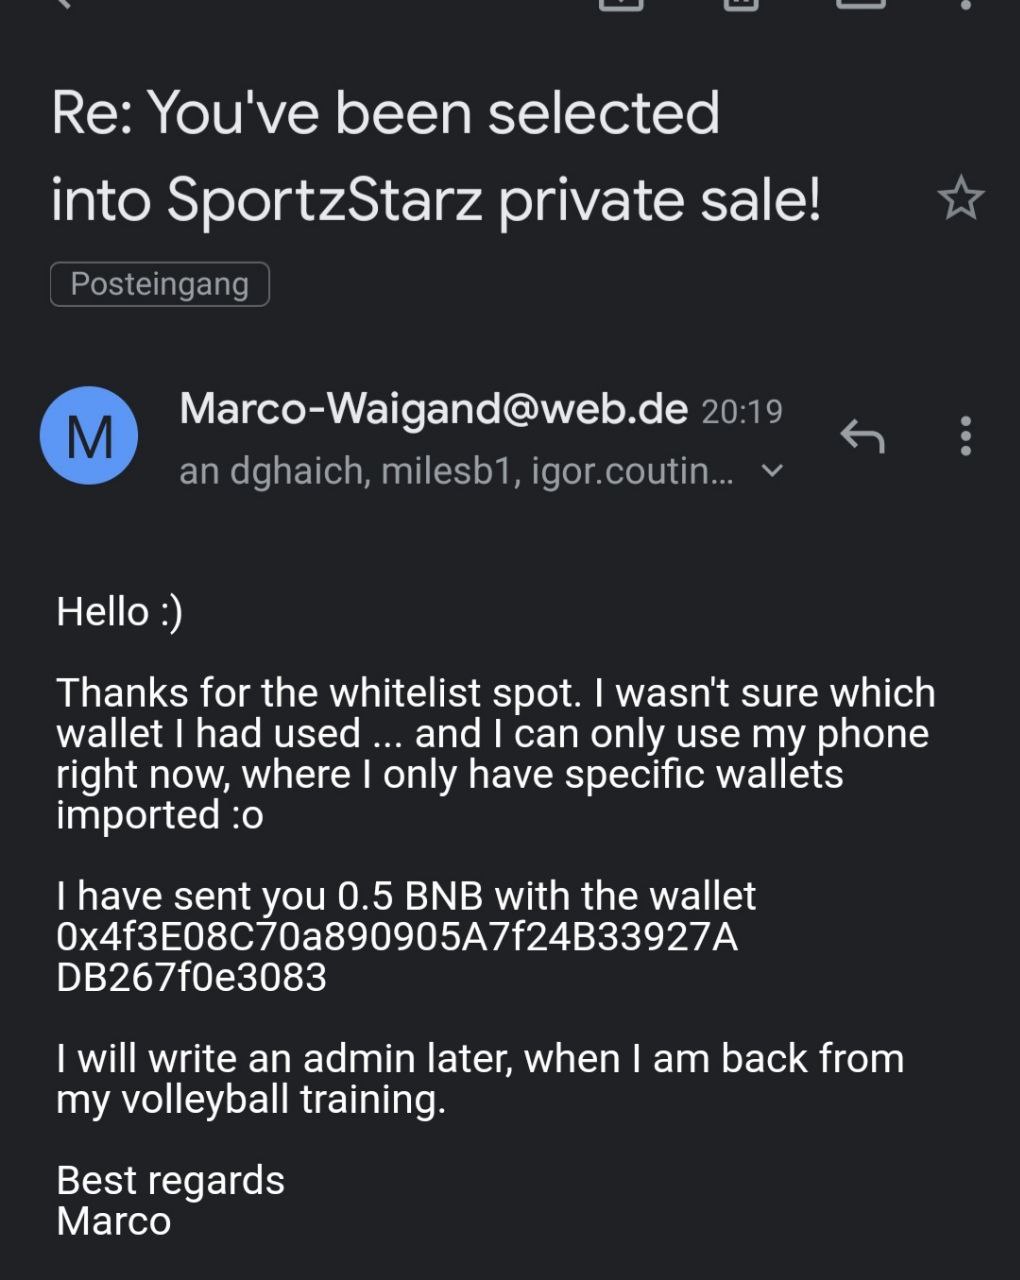 Re: You've been selected
into SportzStarz private sale!
Posteingang
M
Marco-Waigand@web.de 20:19
an dghaich, milesb1, igor.coutin...
Hello :)
Thanks for the whitelist spot. I wasn't sure which
wallet I had used ... and I can only use my phone
right now, where I only have specific wallets
imported :o
I have sent you 0.5 BNB with the wallet
0x4f3E08C70a890905A7f24B33927A
DB267f0e3083
I will write an admin later, when I am back from
my volleyball training.
Best regards
Marco